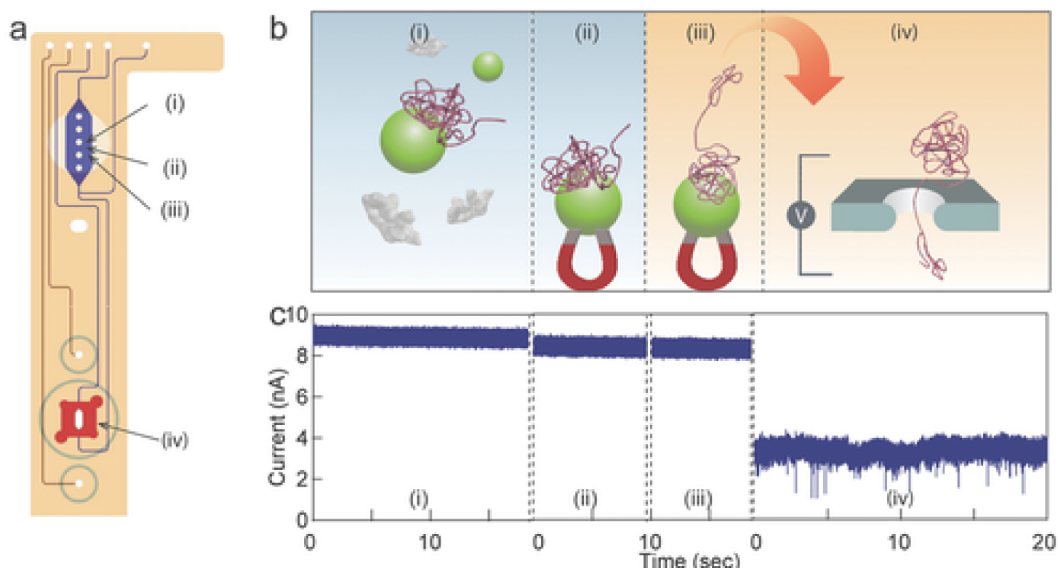 a
(i)
(ii)
(iii)
(iv)
b
(i)
(ii)
(iii)
(iv)
V
C
10
8
6
4
2
0
Current (nA)
(i)
(ii)
(iii)
(iv)
0 10 0 10 0 10 20
Time (sec)